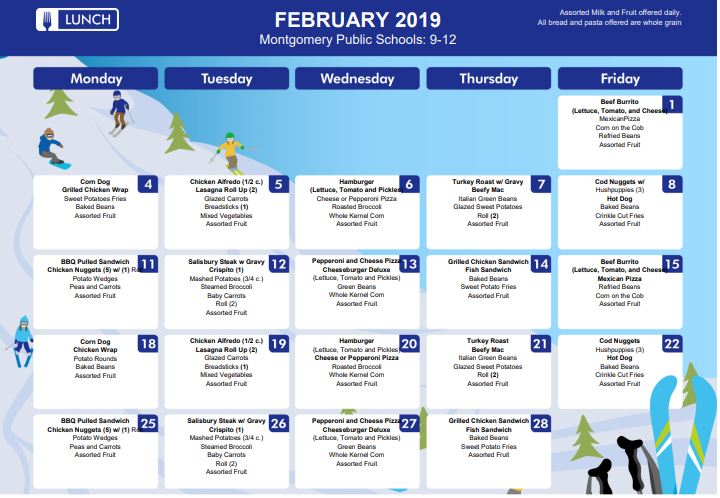 LUNCH
FEBRUARY 2019
Montgomery Public Schools: 9-12
Assorted Milk and Fruit offered daily.
All bread and pasta offered are whole grain
Monday
Tuesday
Wednesday
Thursday
Friday
1
Beef Burrito
(Lettuce, Tomato, and Cheese)
MexicanPizza
Corn on the Cob
Refried Beans
Assorted Fruit
4
Corn Dog
Grilled Chicken Wrap
Sweet Potatoes Fries
Baked Beans
Assorted Fruit
5
Chicken Alfredo (1/2 c.)
Lasagna Roll Up (2)
Glazed Carrots
Breadsticks (1)
Mixed Vegetables
Assorted Fruit
6
Hamburger
(Lettuce, Tomato and Pickles)
Cheese or Pepperoni Pizza
Roasted Broccoli
Whole Kernel Corn
Assorted Fruit
7
Turkey Roast w/ Gravy
Beefy Mac
Italian Green Beans
Glazed Sweet Potatoes
Roll (2)
Assorted Fruit
8
Cod Nuggets w/
Hushpuppies (3)
Hot Dog
Baked Beans
Crinkle Cut Fries
Assorted Fruit
11
BBQ Pulled Sandwich
Chicken Nuggets (5) w/ (1)
Potato Wedges
Peas and Carrots
Assorted Fruit
12
Salisbury Steak w Gravy
Crispito (1)
Mashed Potatoes (3/4 c.)
Steamed Broccoli
Baby Carrots
Roll (2)
Assorted Fruit
13
Pepperoni and Cheese Pizza
Cheeseburger Deluxe
(Lettuce, Tomato and Pickles)
Green Beans
Whole Kernel Corn
Assorted Fruit
14
Grilled Chicken Sandwich
Fish Sandwich
Baked Beans
Sweet Potato Fries
Assorted Fruit
15
Beef Burrito
(Lettuce, Tomato, and Cheese)
Mexican Pizza
Refried Beans
Corn on the Cob
Assorted Fruit
18
Corn Dog
Chicken Wrap
Potato Rounds
Baked Beans
Assorted Fruit
19
Chicken Alfredo (1/2 c.)
Lasagna Roll Up (2)
Glazed Carrots
Breadsticks (1)
Mixed Vegetables
Assorted Fruit
20
Hamburger
(Lettuce, Tomato and Pickles)
Cheese or Pepperoni Pizza
Roasted Broccoli
Whole Kernel Corn
Assorted Fruit
21
Turkey Roast
Beefy Mac
Italian Green Beans
Glazed Sweet Potatoes
Roll (2)
Assorted Fruit
22
Cod Nuggets
Hushpuppies (3)
Hot Dog
Baked Beans
Crinkle Cut Fries
Assorted Fruit
25
BBQ Pulled Sandwich
Chicken Nuggets (5) w/ (1)
Potato Wedges
Peas and Carrots
Assorted Fruit
26
Salisbury Steak w/ Gravy
Crispito (1)
Mashed Potatoes (3/4 c.)
Steamed Broccoli
Baby Carrots
Roll (2)
Assorted Fruit
27
Pepperoni and Cheese Pizza
Cheeseburger Deluxe
(Lettuce, Tomato and Pickles)
Green Beans
Whole Kernel Corn
Assorted Fruit
28
Grilled Chicken Sandwich
Fish Sandwich
Baked Beans
Sweet Potato Fries
Assorted Fruit